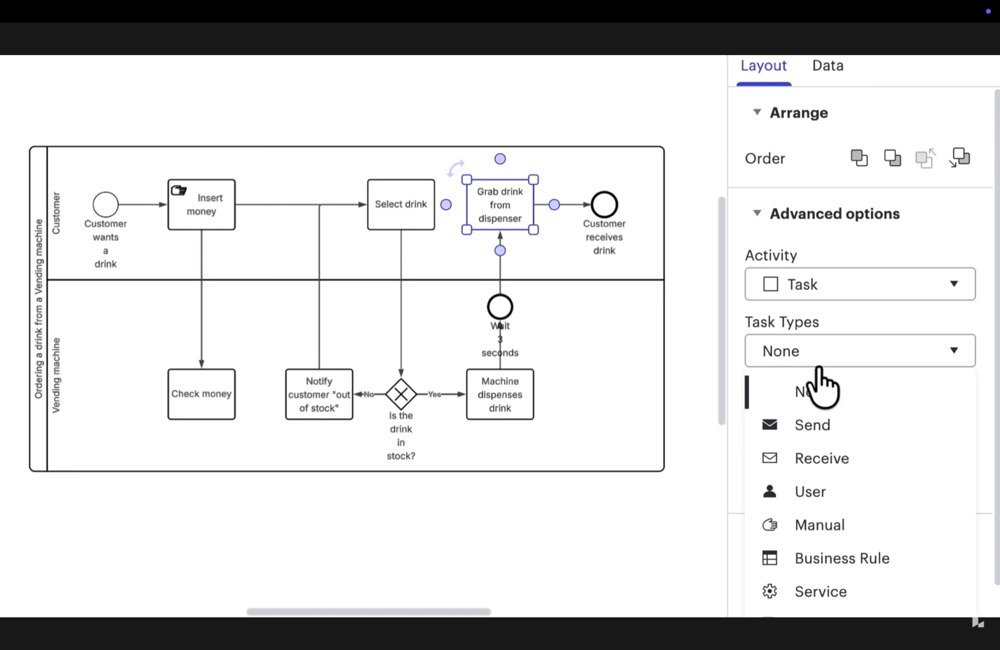 Layout Data
Arrange
Order
Advanced options
Activity
Task
Task Types
None
Send
Receive
User
Manual
Business Rule
Service
Ordering a drink from a Vending machine
Customer
Vending machine
Customer
wants
a
drink
Insert
money
Select drink
Grab drink
from
dispenser
Customer
receives
drink
Wait
3
seconds
Check money
Notify
customer "out
of stock"
No
Is the
drink
in
stock?
Yes
Machine
dispenses
drink